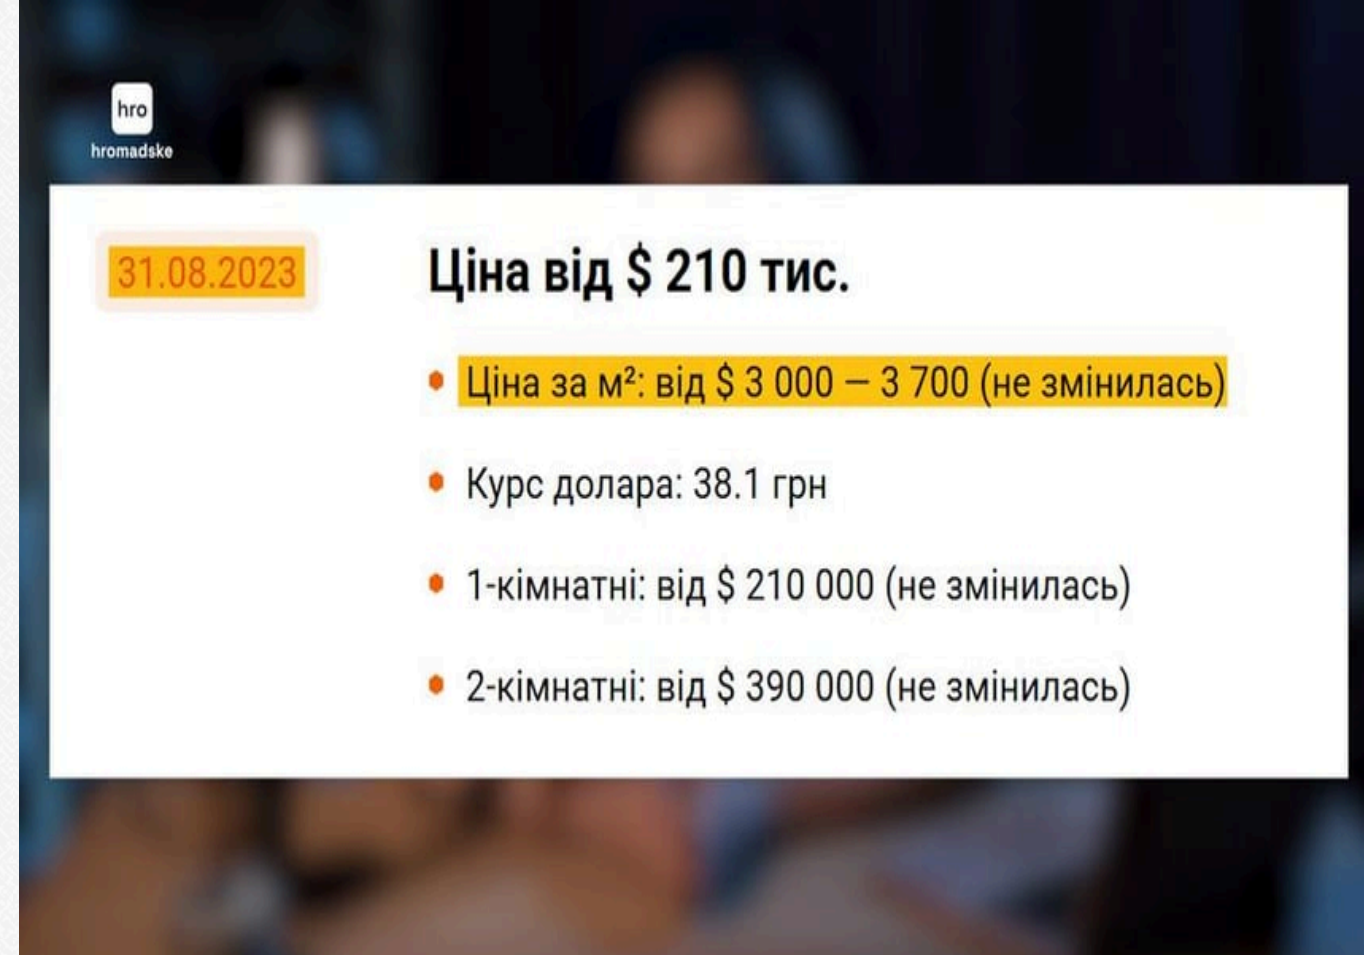 hro
hromadske
31.08.2023
Ціна від $ 210 тис.
Ціна за м²: від $ 3 000 — 3 700 (не змінилась)
Курс долара: 38.1 грн
1-кімнатні: від $ 210 000 (не змінилась)
2-кімнатні: від $ 390 000 (не змінилась)